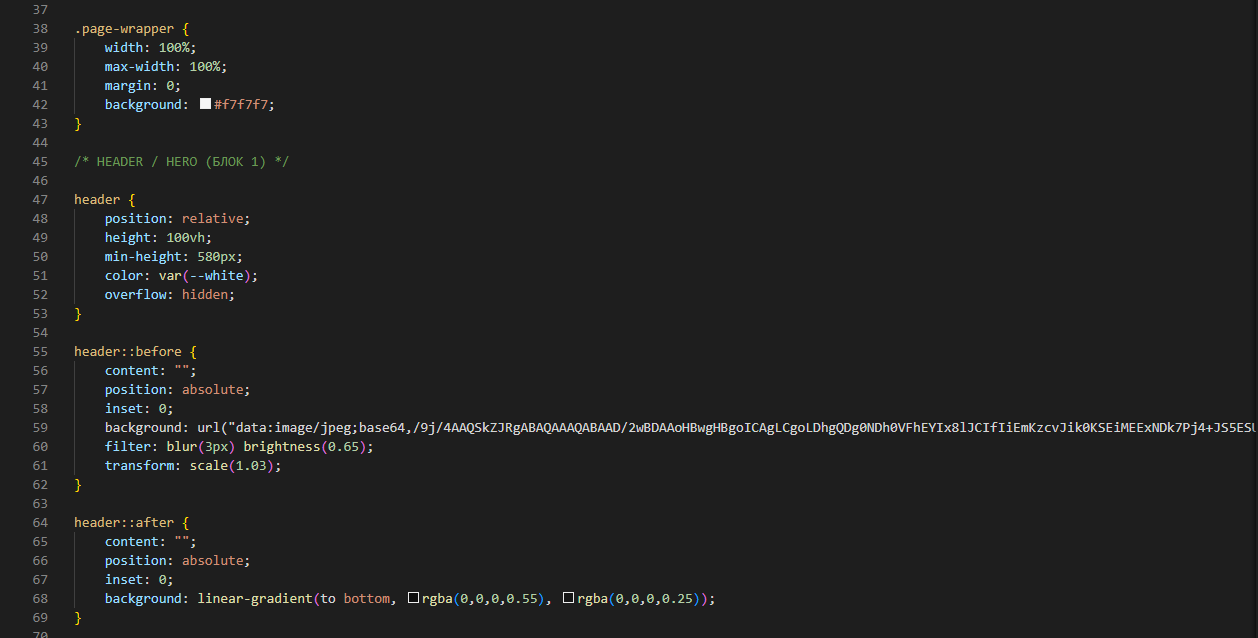 37
38 .page-wrapper {
39     width: 100%;
40     max-width: 100%;
41     margin: 0;
42     background: #f7f7f7;
43 }
44
45 /* HEADER / HERO (БЛОК 1) */
46
47 header {
48     position: relative;
49     height: 100vh;
50     min-height: 580px;
51     color: var(--white);
52     overflow: hidden;
53 }
54
55 header::before {
56     content: "";
57     position: absolute;
58     inset: 0;
59     background: url("data:image/jpeg;base64,/9j/4AAQSkZJRgABAQAAAQABAAD/2wBDAAoHBwgHBgoICAgLCgoLDhgQDg0NDh0VFhEYIx8lJCIfIiEmKzcvJik0KSEiMEExNDk7Pj4+JS5ESU
60     filter: blur(3px) brightness(0.65);
61     transform: scale(1.03);
62 }
63
64 header::after {
65     content: "";
66     position: absolute;
67     inset: 0;
68     background: linear-gradient(to bottom, rgba(0,0,0,0.55), rgba(0,0,0,0.25));
69 }
70